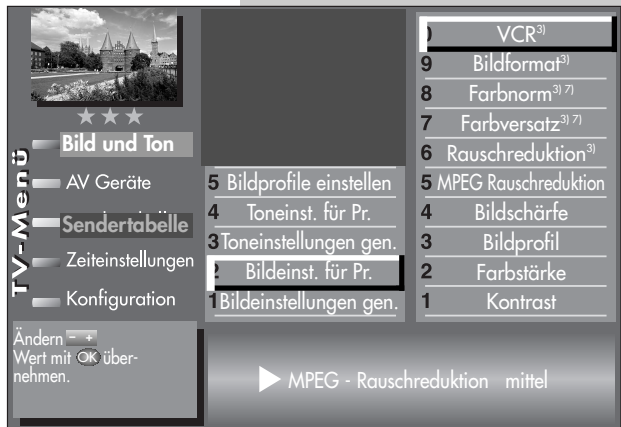 TV-Menü
Bild und Ton
AV Geräte
Sendertabelle
Zeiteinstellungen
Konfiguration
5 Bildprofile einstellen
4 Toneinst. für Pr.
3 Toneinstellungen gen.
2 Bildeinst. für Pr.
1 Bildeinstellungen gen.
0 VCR3)
9 Bildformat3)
8 Farbnorm3) 7)
7 Farbversatz3) 7)
6 Rauschreduktion3)
5 MPEG Rauschreduktion
4 Bildschärfe
3 Bildprofil
2 Farbstärke
1 Kontrast
Ändern - +
Wert mit OK über-
nehmen.
MPEG - Rauschreduktion mittel